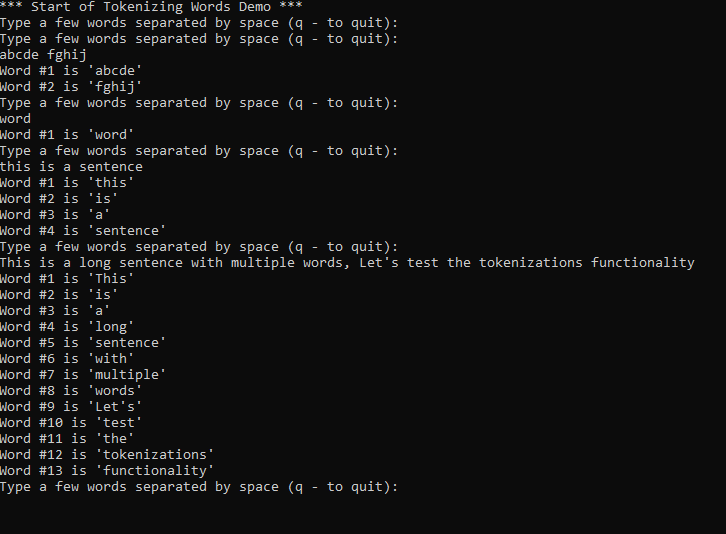 *** Start of Tokenizing Words Demo ***
Type a few words separated by space (q - to quit):
Type a few words separated by space (q - to quit):
abcde fghij
Word #1 is 'abcde'
Word #2 is 'fghij'
Type a few words separated by space (q - to quit):
word
Word #1 is 'word'
Type a few words separated by space (q - to quit):
this is a sentence
Word #1 is 'this'
Word #2 is 'is'
Word #3 is 'a'
Word #4 is 'sentence'
Type a few words separated by space (q - to quit):
This is a long sentence with multiple words, Let's test the tokenizations functionality
Word #1 is 'This'
Word #2 is 'is'
Word #3 is 'a'
Word #4 is 'long'
Word #5 is 'sentence'
Word #6 is 'with'
Word #7 is 'multiple'
Word #8 is 'words'
Word #9 is 'Let's'
Word #10 is 'test'
Word #11 is 'the'
Word #12 is 'tokenizations'
Word #13 is 'functionality'
Type a few words separated by space (q - to quit):